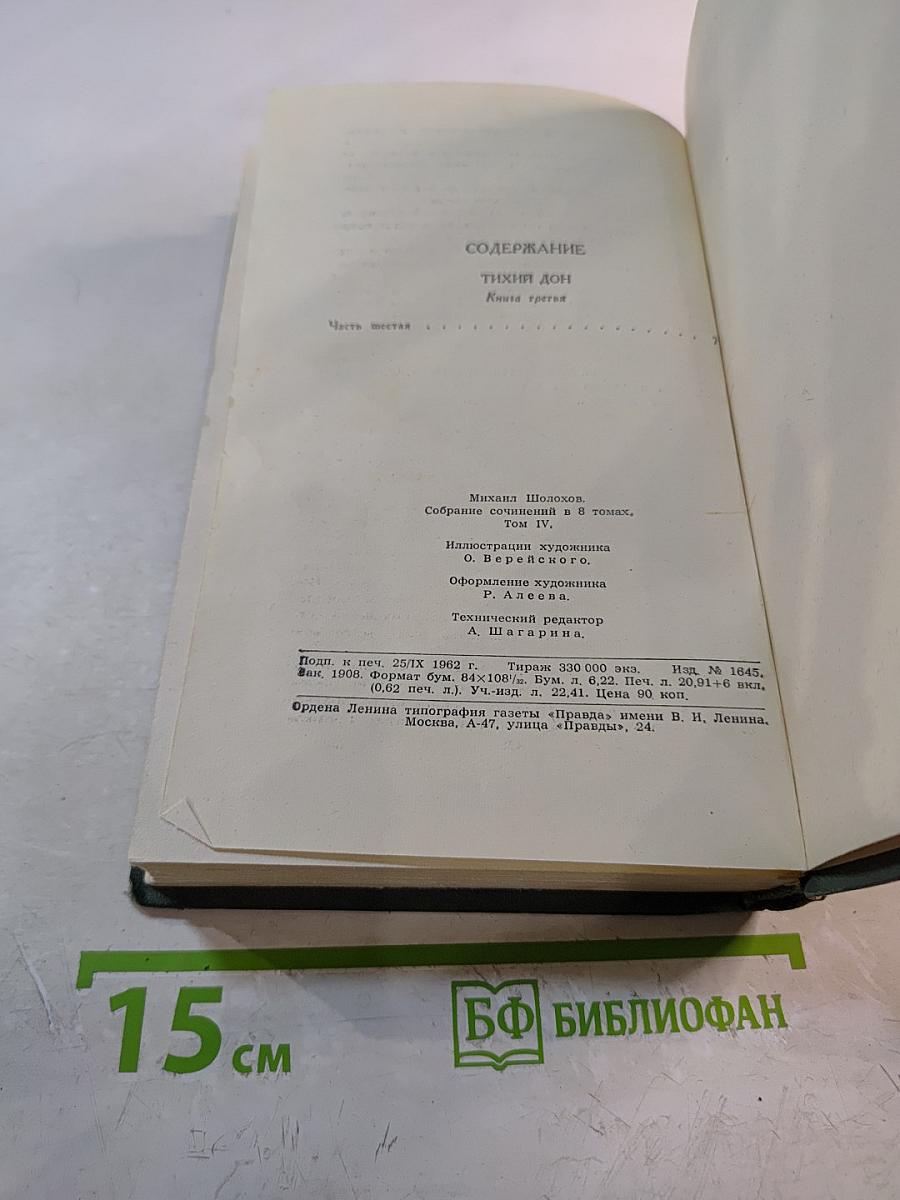 СОДЕРЖАНИЕ
ТИХИЙ ДОН
Книга третья
Часть шестая . . . . . . . . . . . . . . . . . . . . 7
Михаил Шолохов.
Собрание сочинений в 8 томах.
Том IV.
Иллюстрации художника
О. Верейского.
Оформление художника
Р. Алеева.
Технический редактор
А. Шагарина.
Подп. к печ. 25/IX 1962 г. Тираж 330 000 экз. Изд. № 1645.
Зак. 1908. Формат бум. 84×108¹/₃₂. Бум. л. 6,22. Печ. л. 20,91+6 вкл.
(0,62 печ. л.). Уч.-изд. л. 22,41. Цена 90 коп.
Ордена Ленина типография газеты «Правда» имени В. И. Ленина.
Москва, А-47, улица «Правды», 24.
15 см
БФ БИБЛИОФАН